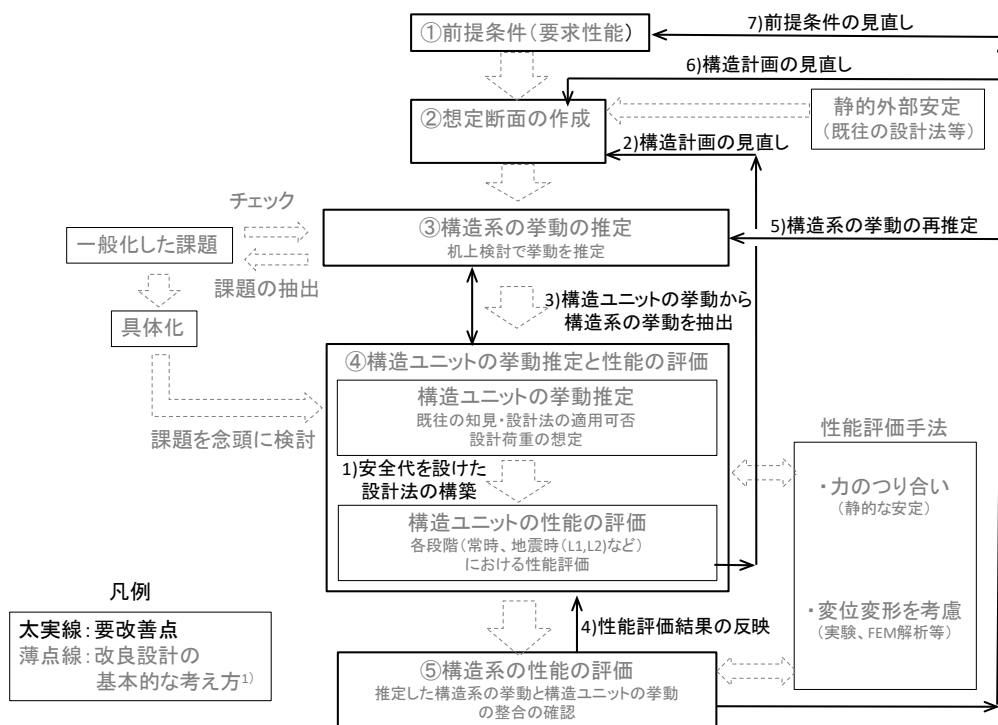 ①前提条件(要求性能)
7)前提条件の見直し
6)構造計画の見直し
②想定断面の作成
静的外部安定
(既往の設計法等)
2)構造計画の見直し
チェック
③構造系の挙動の推定
机上検討で挙動を推定
5)構造系の挙動の再推定
一般化した課題
課題の抽出
3)構造ユニットの挙動から
構造系の挙動を抽出
具体化
④構造ユニットの挙動推定と性能の評価
構造ユニットの挙動推定
既往の知見・設計法の適用可否
設計荷重の想定
課題を念頭に検討
性能評価手法
1)安全代を設けた
設計法の構築
・力のつり合い
(静的な安定)
構造ユニットの性能の評価
各段階(常時、地震時(L1,L2)など)
における性能評価
・変位変形を考慮
(実験、FEM解析等)
凡例
太実線:要改善点
薄点線:改良設計の
基本的な考え方1)
4)性能評価結果の反映
⑤構造系の性能の評価
推定した構造系の挙動と構造ユニットの挙動
の整合の確認